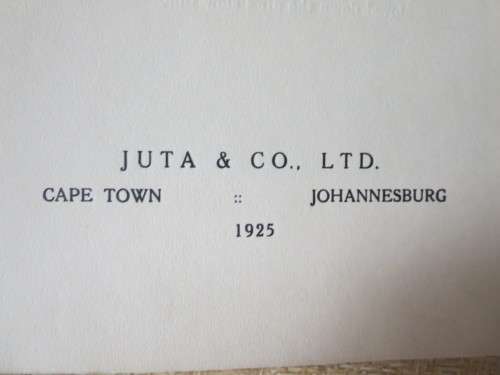 JUTA & CO., LTD.
CAPE TOWN :: JOHANNESBURG
1925